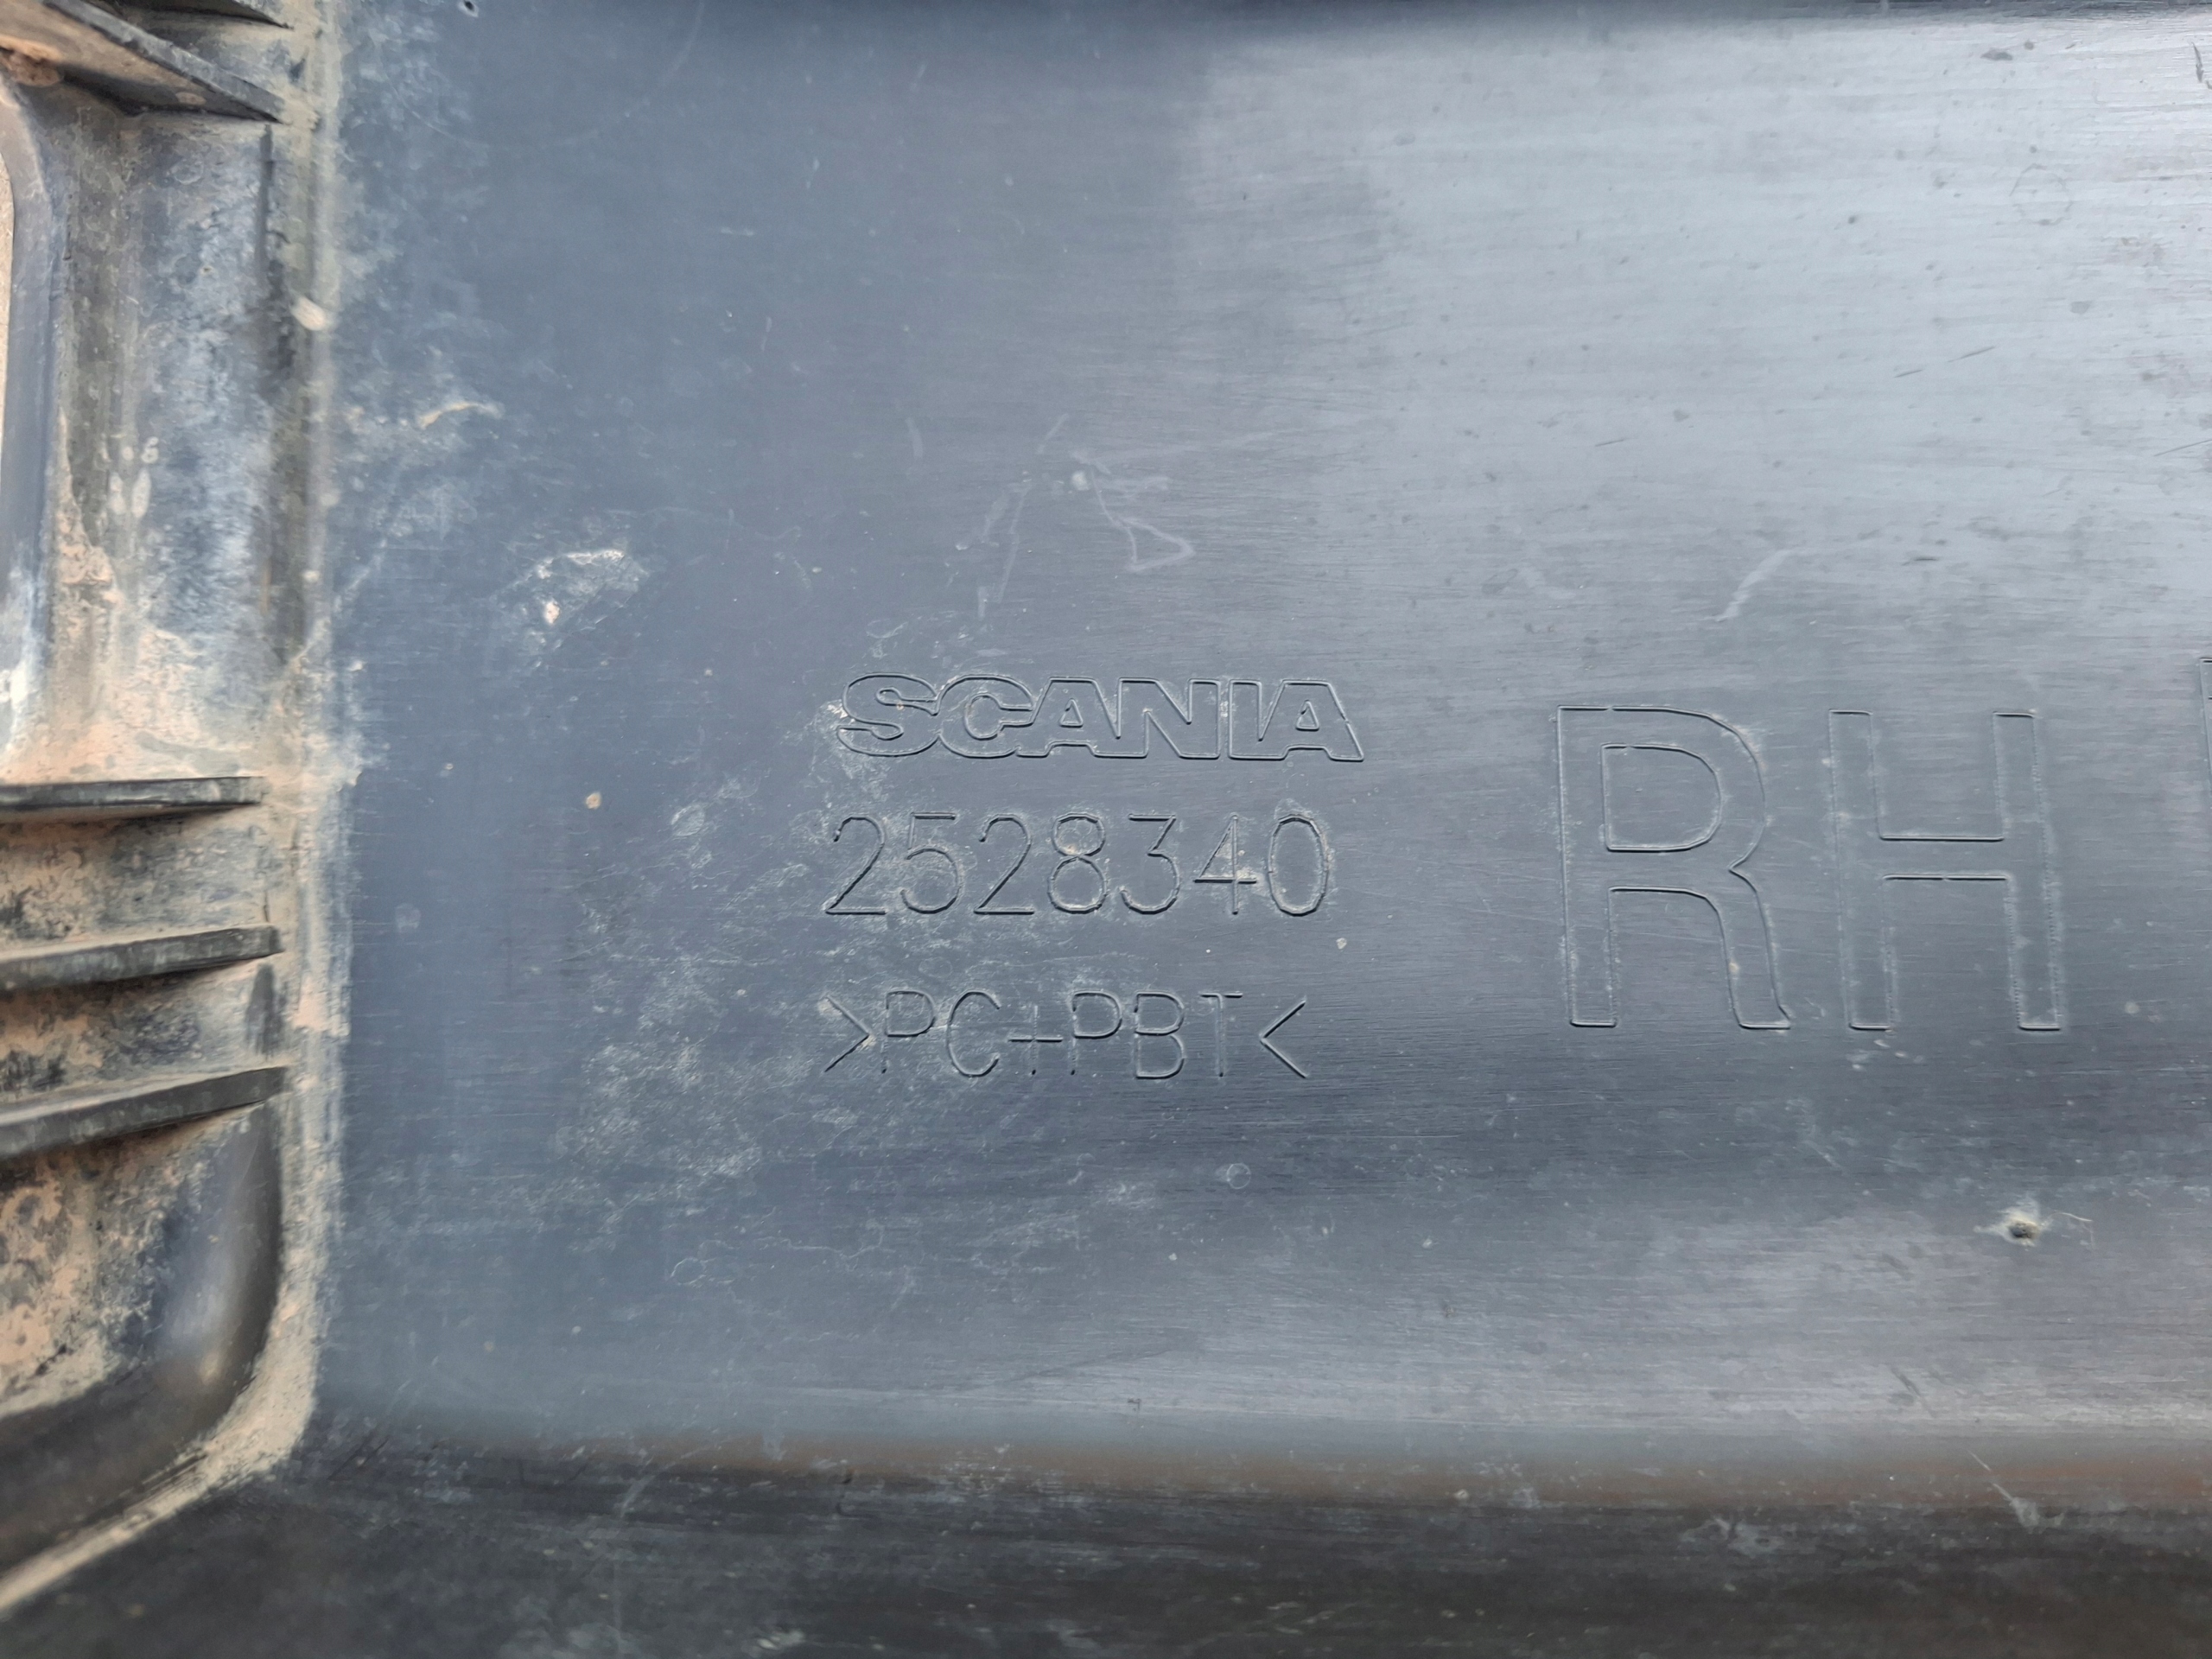 SCANIA
2528340
>PC+PBT<
RH